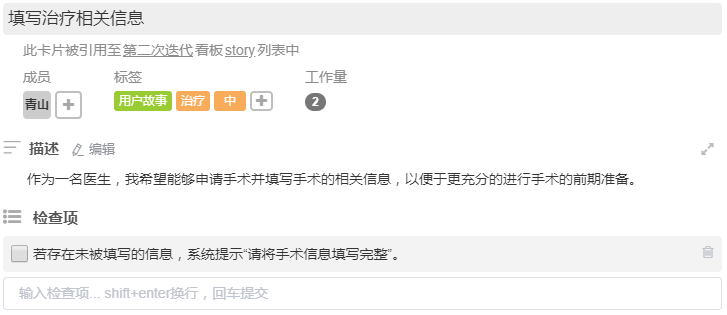 填写治疗相关信息
此卡片被引用至第二次迭代看板story列表中
成员 标签 工作量
青山 + 用户故事 治疗 中 + 2
描述 编辑
作为一名医生，我希望能够申请手术并填写手术的相关信息，以便于更充分的进行手术的前期准备。
检查项
若存在未被填写的信息，系统提示“请将手术信息填写完整”。
输入检查项... shift+enter换行，回车提交